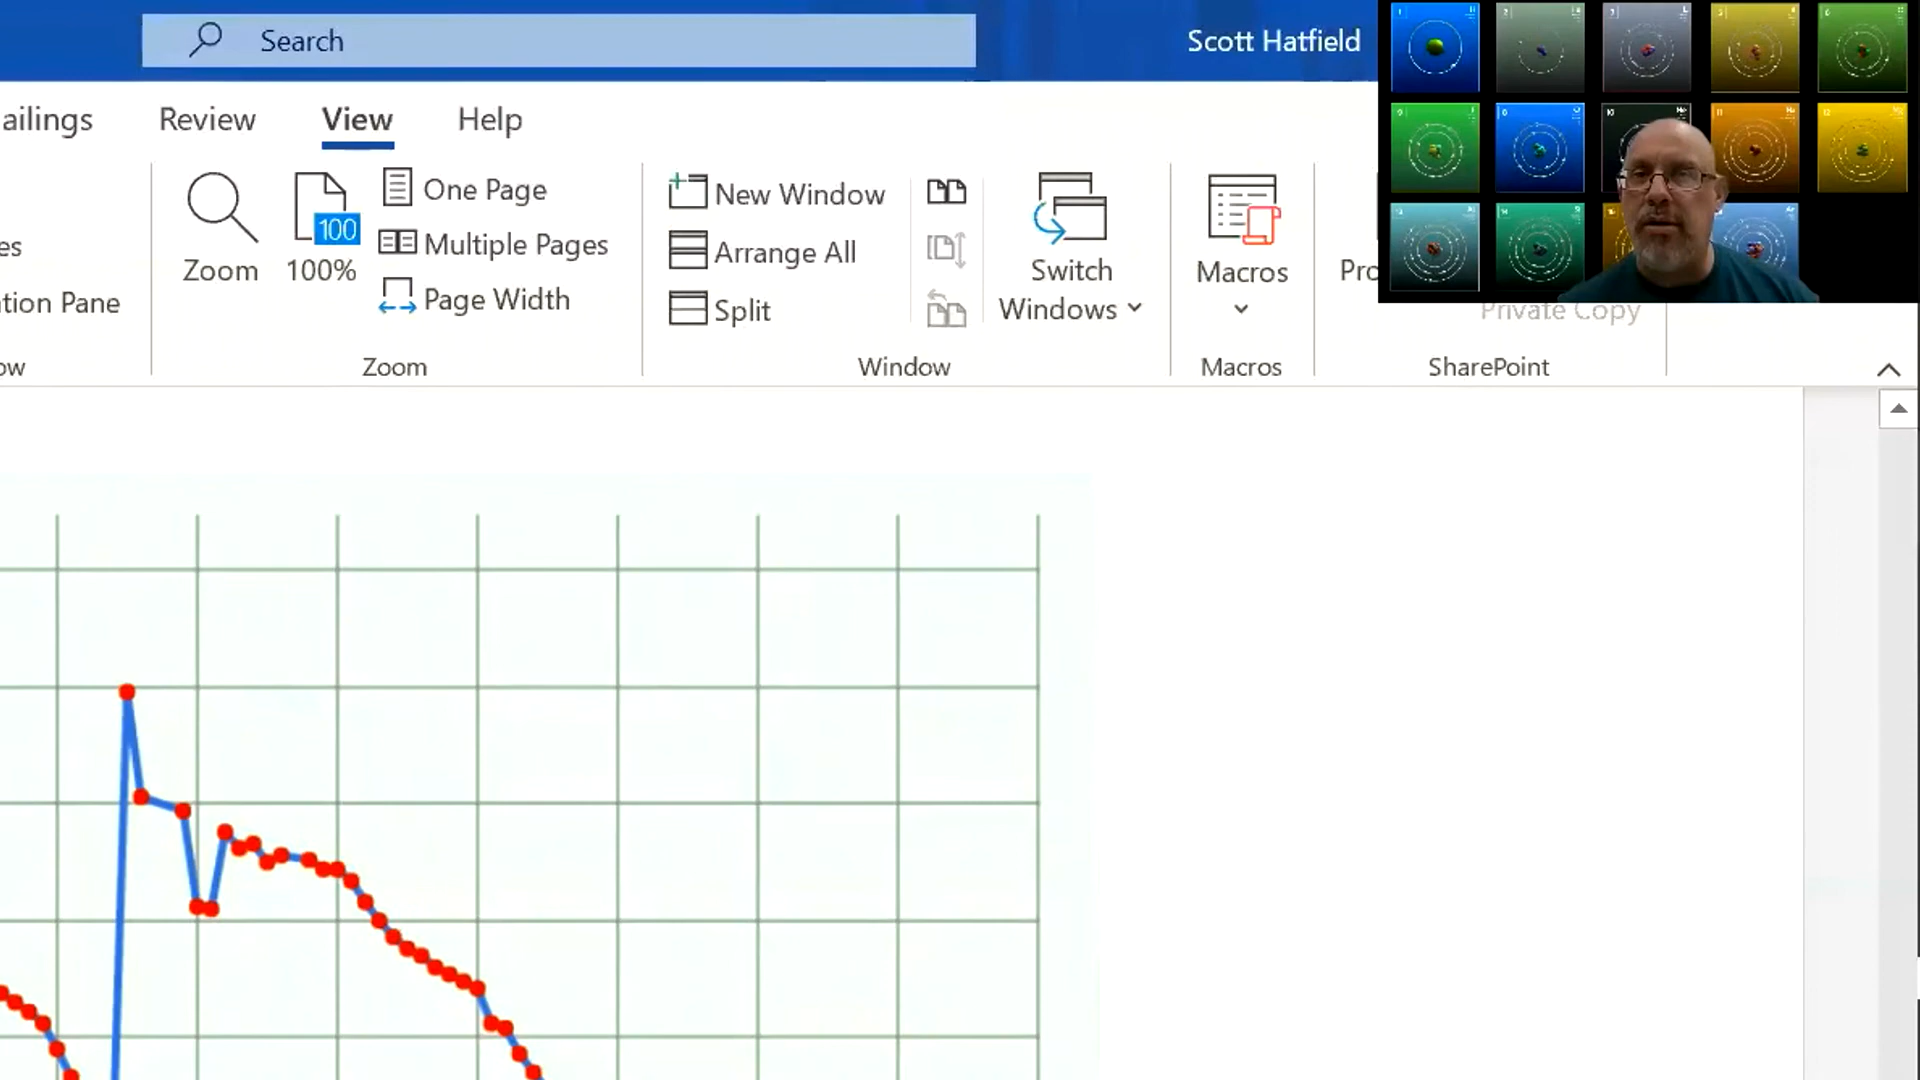 Search
Scott Hatfield
ailings
Review
View
Help
One Page
New Window
100
Multiple Pages
Arrange All
es
Zoom
100%
Switch
Macros
Pro
tion Pane
Page Width
Split
Windows
Private Copy
ow
Zoom
Window
Macros
SharePoint